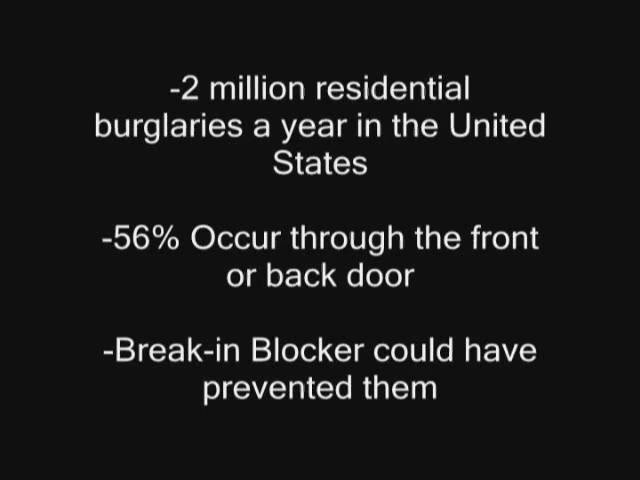 -2 million residential
burglaries a year in the United
States
-56% Occur through the front
or back door
-Break-in Blocker could have
prevented them